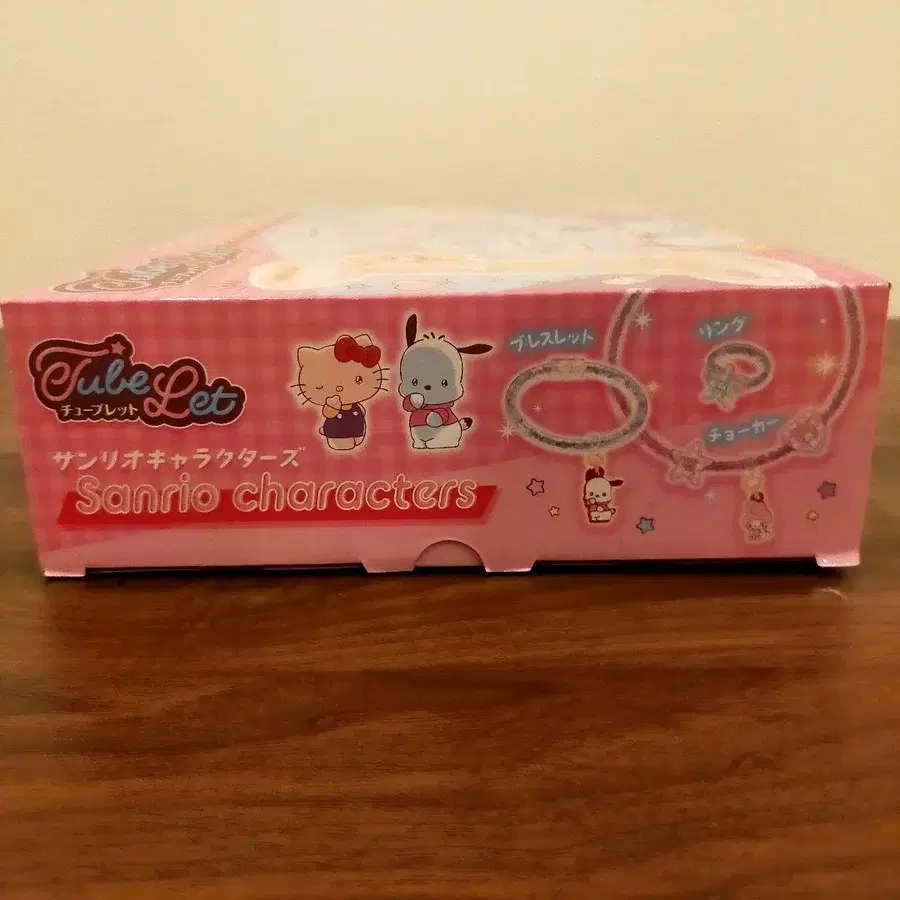 Tube Let
チューブレット
サンリオキャラクターズ
Sanrio characters
ブレスレット
リング
チョーカー